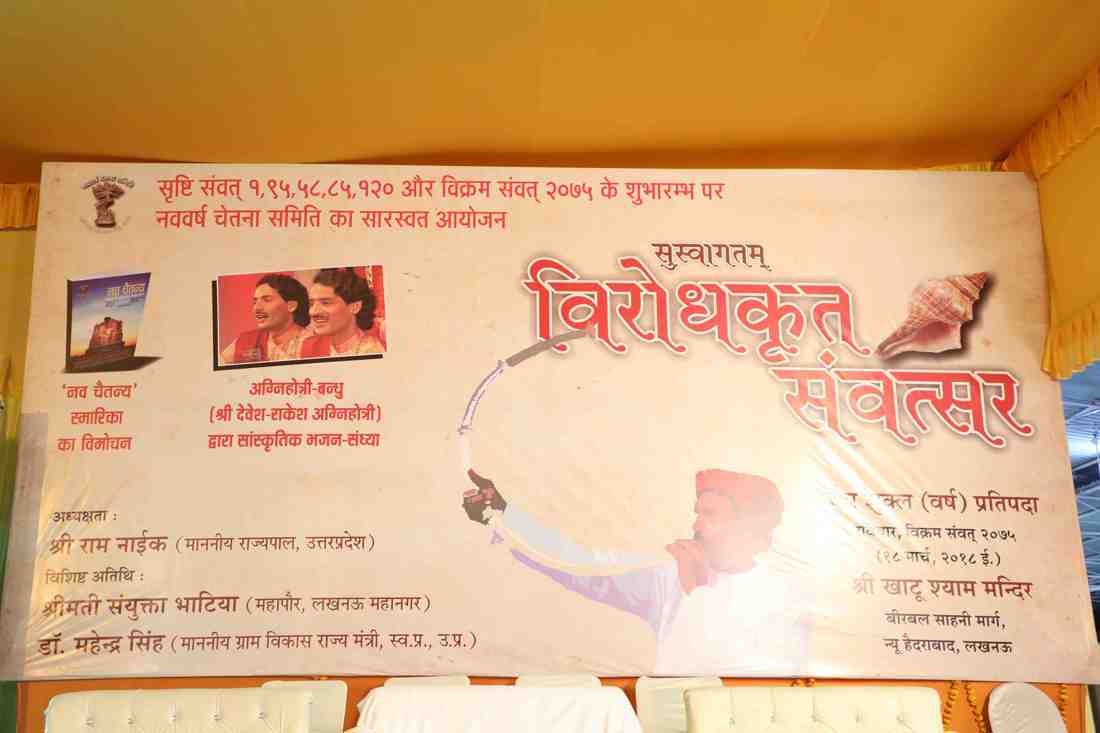 सृष्टि संवत् १,९५,५८,८५,१२० और विक्रम संवत् २०७५ के शुभारम्भ पर
नववर्ष चेतना समिति का सारस्वत आयोजन
सुस्वागतम्
विरोधकृत्
संवत्सर
नव चैतन्य
'नव चैतन्य'
स्मारिका
का विमोचन
अग्निहोत्री-बन्धु
(श्री देवेश-राकेश अग्निहोत्री)
द्वारा सांस्कृतिक भजन-संध्या
अध्यक्षता :
श्री राम नाईक (माननीय राज्यपाल, उत्तरप्रदेश)
विशिष्ट अतिथि :
श्रीमती संयुक्ता भाटिया (महापौर, लखनऊ महानगर)
डॉ. महेन्द्र सिंह (माननीय ग्राम विकास राज्य मंत्री, स्व.प्र., उ.प्र.)
(वर्ष) प्रतिपदा
विक्रम संवत् २०७५
(१८ मार्च, २०१८ ई.)
श्री खाटू श्याम मन्दिर
बीरबल साहनी मार्ग,
न्यू हैदराबाद, लखनऊ